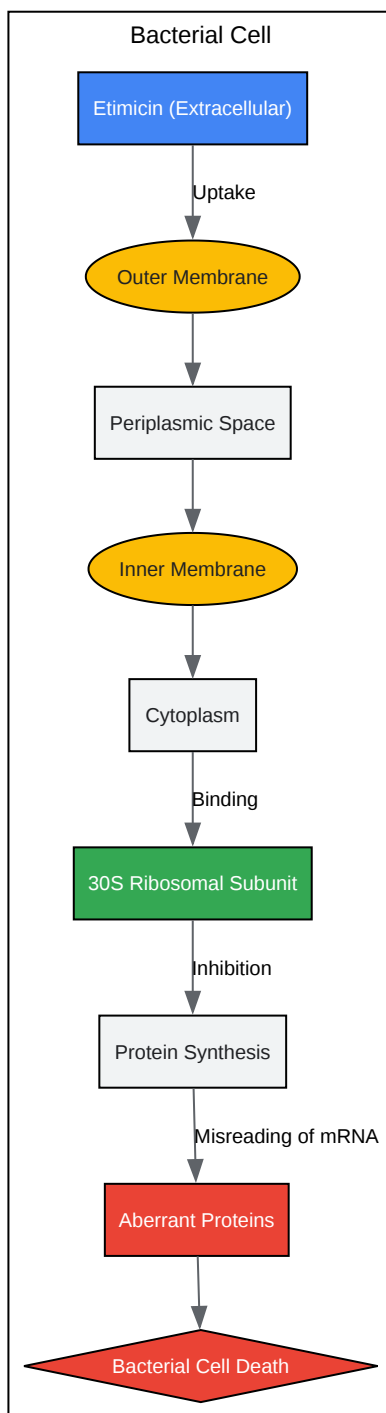 Bacterial Cell
Etimicin (Extracellular)
Uptake
Outer Membrane
Periplasmic Space
Inner Membrane
Cytoplasm
Binding
30S Ribosomal Subunit
Inhibition
Protein Synthesis
Misreading of mRNA
Aberrant Proteins
Bacterial Cell Death